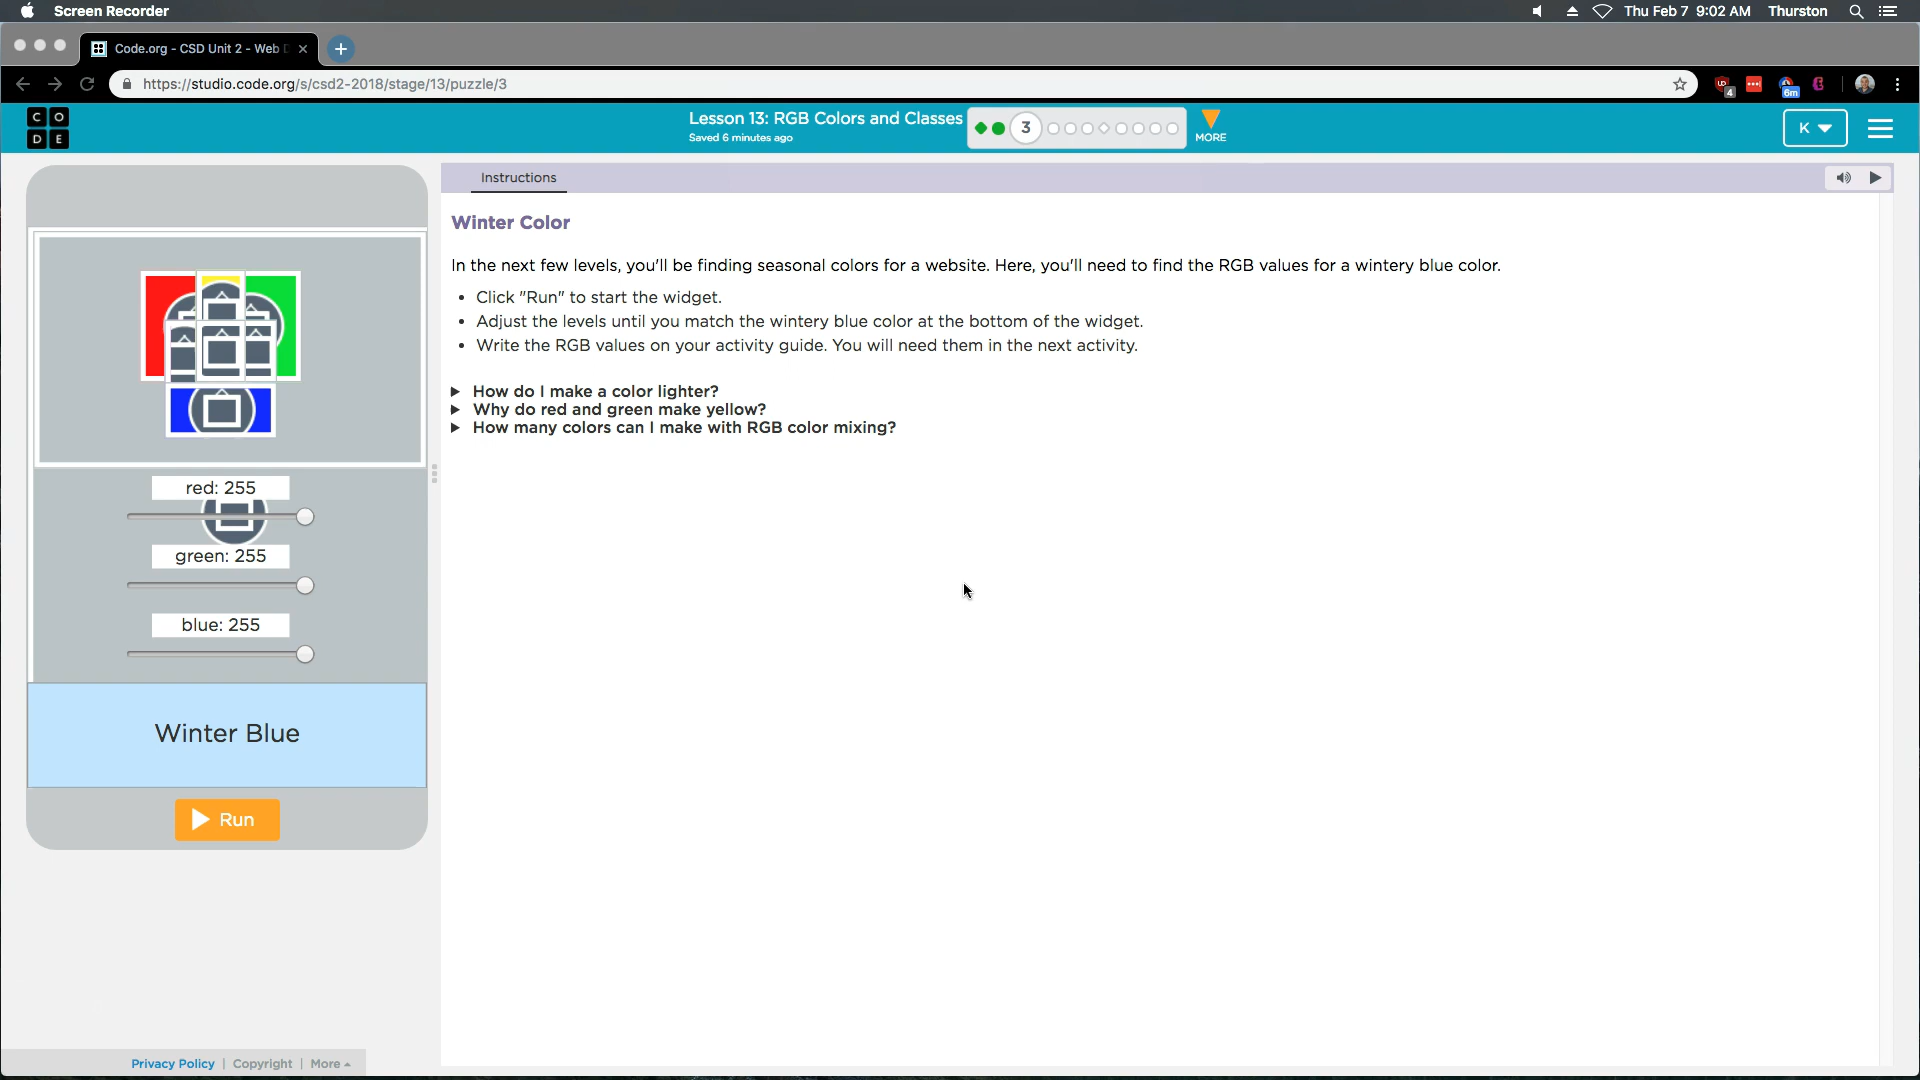 Screen Recorder
Thu Feb 7 9:02 AM Thurston
Code.org - CSD Unit 2 - Web
https://studio.code.org/s/csd2-2018/stage/13/puzzle/3
4
6m
C O
D E
Lesson 13: RGB Colors and Classes
Saved 6 minutes ago
3
MORE
K
Instructions
Winter Color
In the next few levels, you'll be finding seasonal colors for a website. Here, you'll need to find the RGB values for a wintery blue color.
• Click "Run" to start the widget.
• Adjust the levels until you match the wintery blue color at the bottom of the widget.
• Write the RGB values on your activity guide. You will need them in the next activity.
How do I make a color lighter?
Why do red and green make yellow?
How many colors can I make with RGB color mixing?
red: 255
green: 255
blue: 255
Winter Blue
Run
Privacy Policy | Copyright | More